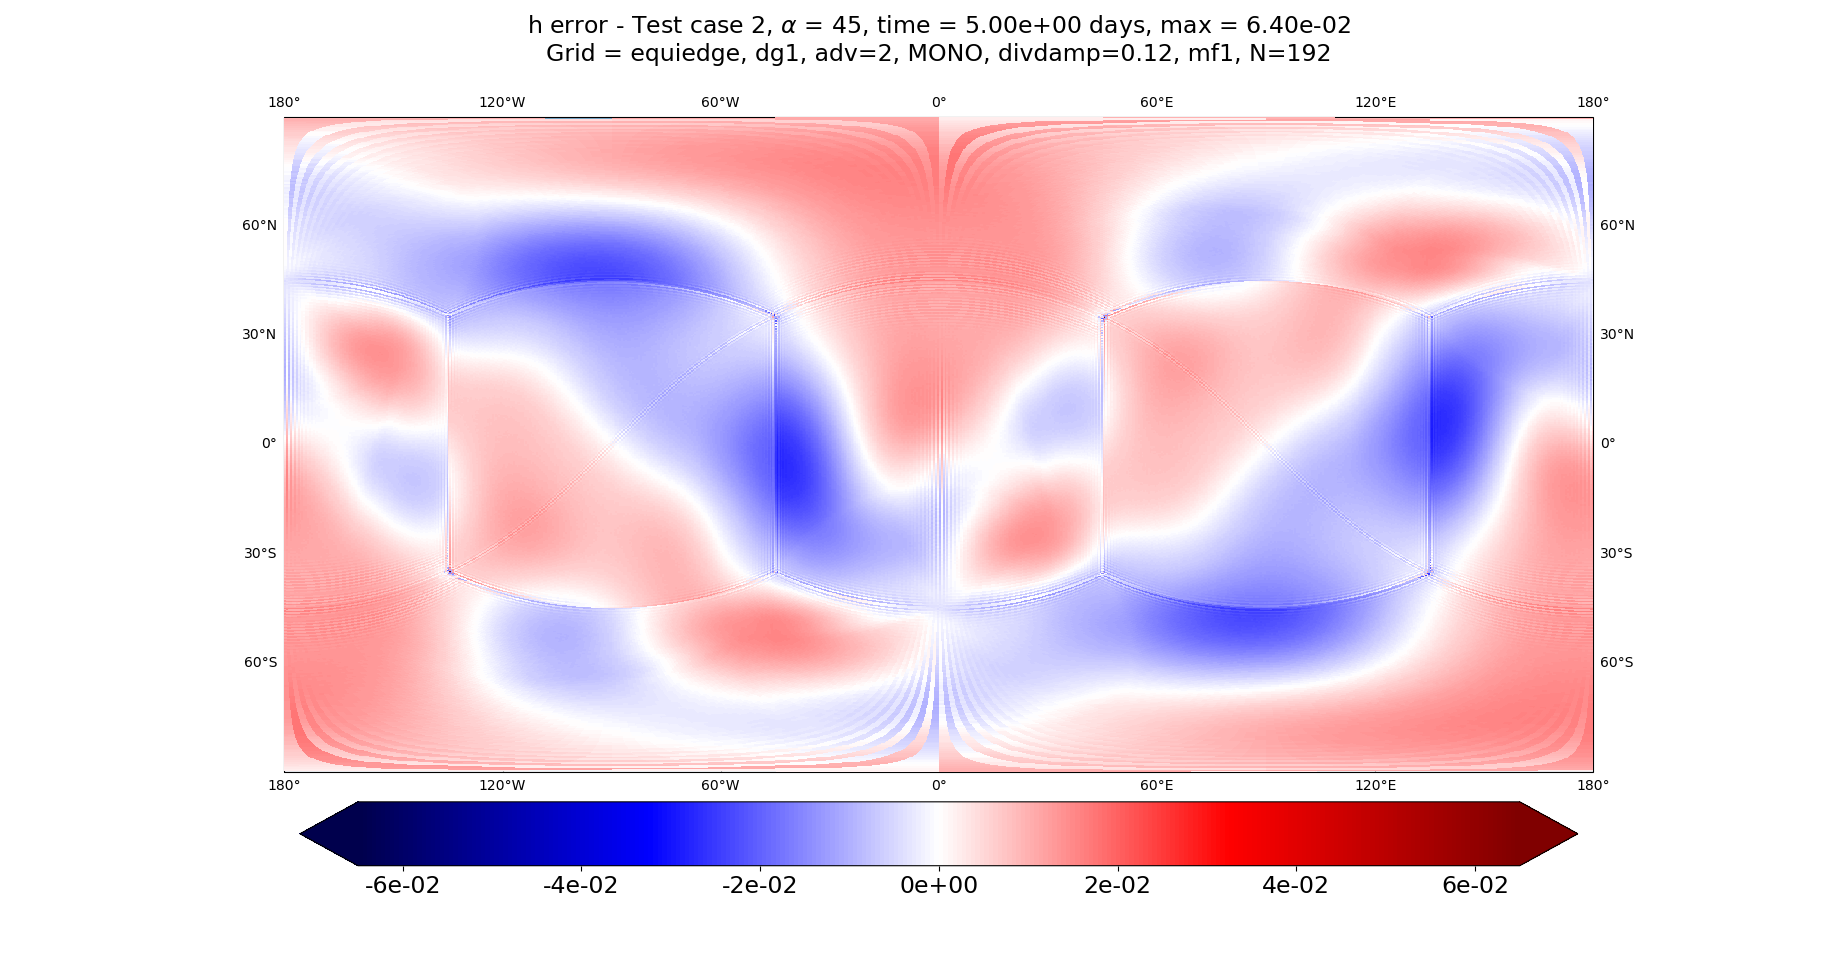 h error - Test case 2, α = 45, time = 5.00e+00 days, max = 6.40e-02
Grid = equiedge, dg1, adv=2, MONO, divdamp=0.12, mf1, N=192
180° 120°W 60°W 0° 60°E 120°E 180°
60°N 60°N
30°N 30°N
0° 0°
30°S 30°S
60°S 60°S
180° 120°W 60°W 0° 60°E 120°E 180°
-6e-02 -4e-02 -2e-02 0e+00 2e-02 4e-02 6e-02